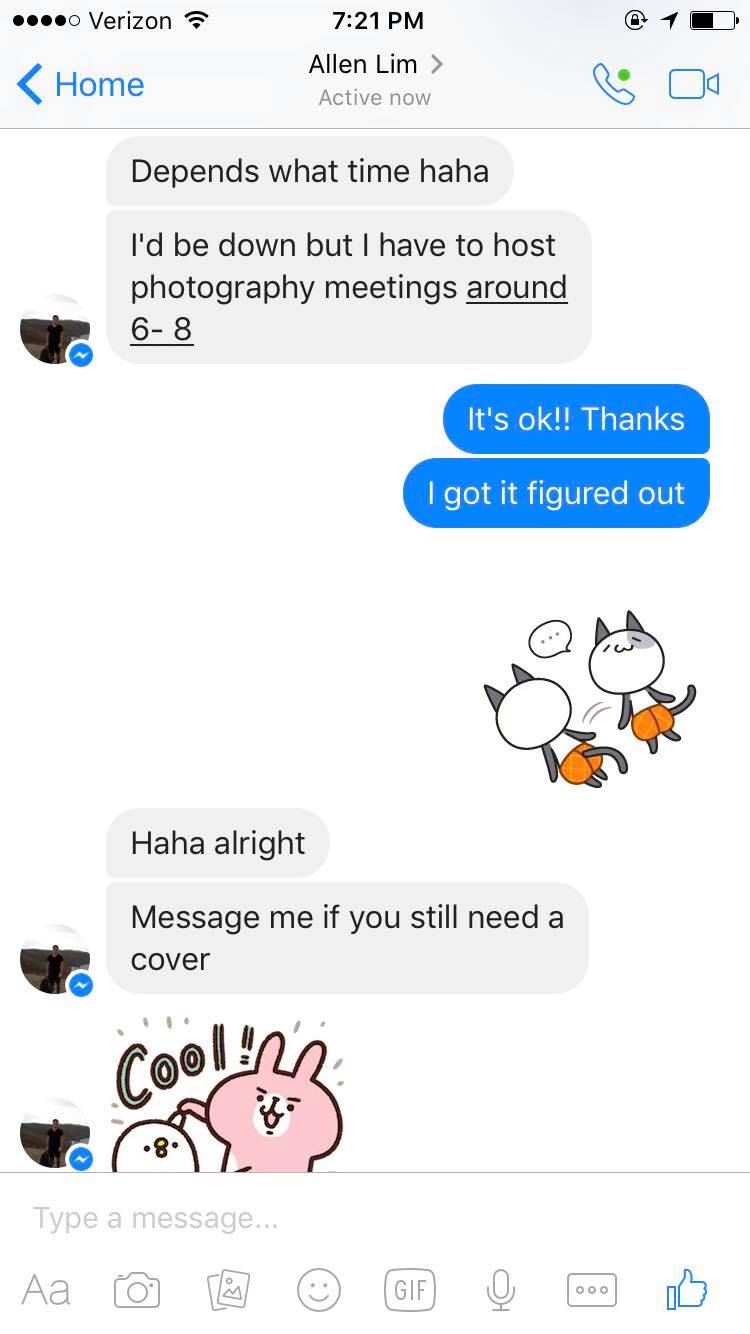 Verizon 7:21 PM
Allen Lim
Home
Active now
Depends what time haha
I'd be down but I have to host
photography meetings around
6- 8
It's ok!! Thanks
I got it figured out
...
Haha alright
Message me if you still need a
cover
Cool!!
Type a message...
Aa GIF